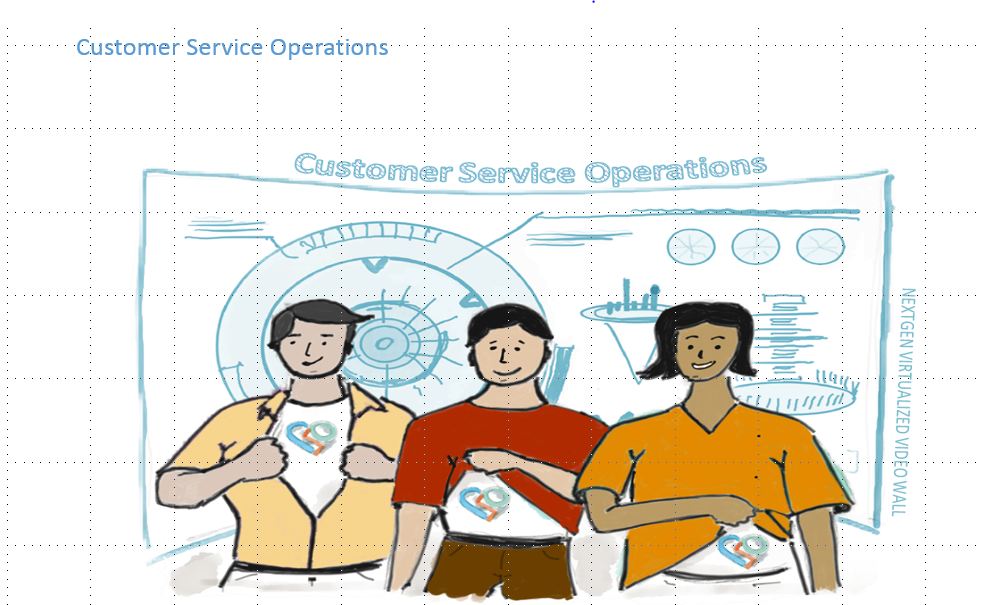 Customer Service Operations
Customer Service Operations
NEXTGEN VIRTUALIZED VIDEO WALL